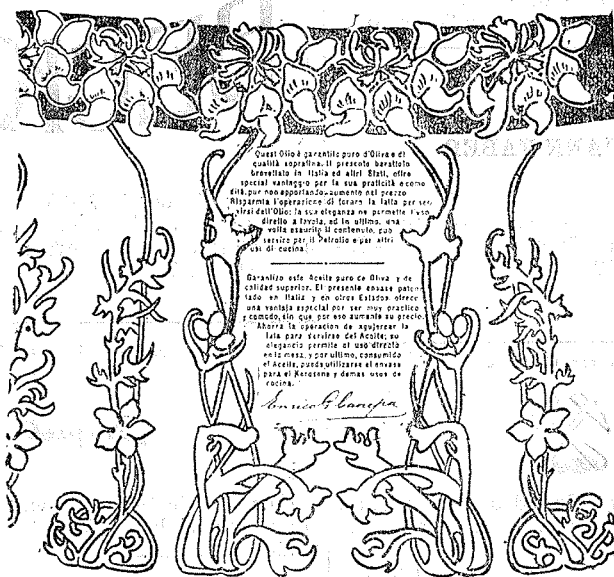 Quest'Olio è garantito puro d'Oliva e di
qualità soprafina. Il presente barattolo
brevettato in Italia ed altri Stati, offre
special vantaggio per la sua praticità e como
dità, pur non apportando aumento nel prezzo
Risparmia l'operazione di forare la latta per ser
virsi dell'Olio; la sua eleganza ne permette l'uso
diretto a tavola, ed in ultimo, una
volta esaurito il contenuto, può
servire per il Petrolio e per altri
usi di cucina.
Garantizo este Aceite puro de Oliva y de
calidad superior. El presente envase paten
tado en Italia y en otros Estados ofrece
una ventaja especial por ser muy practico
y comodo, sin que por eso aumente su precio
Ahorra la operacion de agujerear la
lata para servirse del Aceite; su
elegancia permite el uso directo
en la mesa, y por ultimo, consumido
el Aceite, puede utilizarse el envase
para el Kerosene y demas usos de
cocina.
Enrico G. Canepa